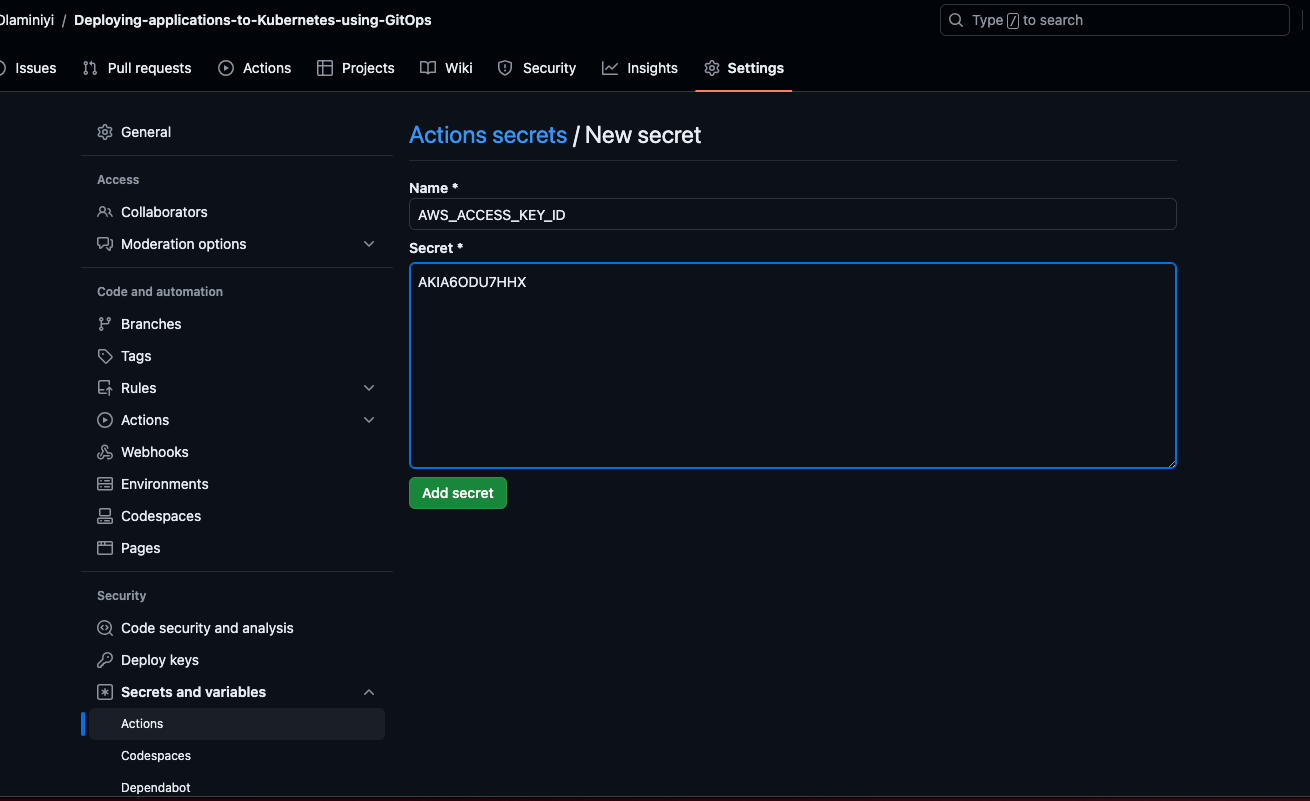 Olaminiyi / Deploying-applications-to-Kubernetes-using-GitOps
Type / to search
Issues Pull requests Actions Projects Wiki Security Insights Settings
General
Access
Collaborators
Moderation options
Code and automation
Branches
Tags
Rules
Actions
Webhooks
Environments
Codespaces
Pages
Security
Code security and analysis
Deploy keys
Secrets and variables
Actions
Codespaces
Dependabot
Actions secrets / New secret
Name *
AWS_ACCESS_KEY_ID
Secret *
AKIA6ODU7HHX
Add secret